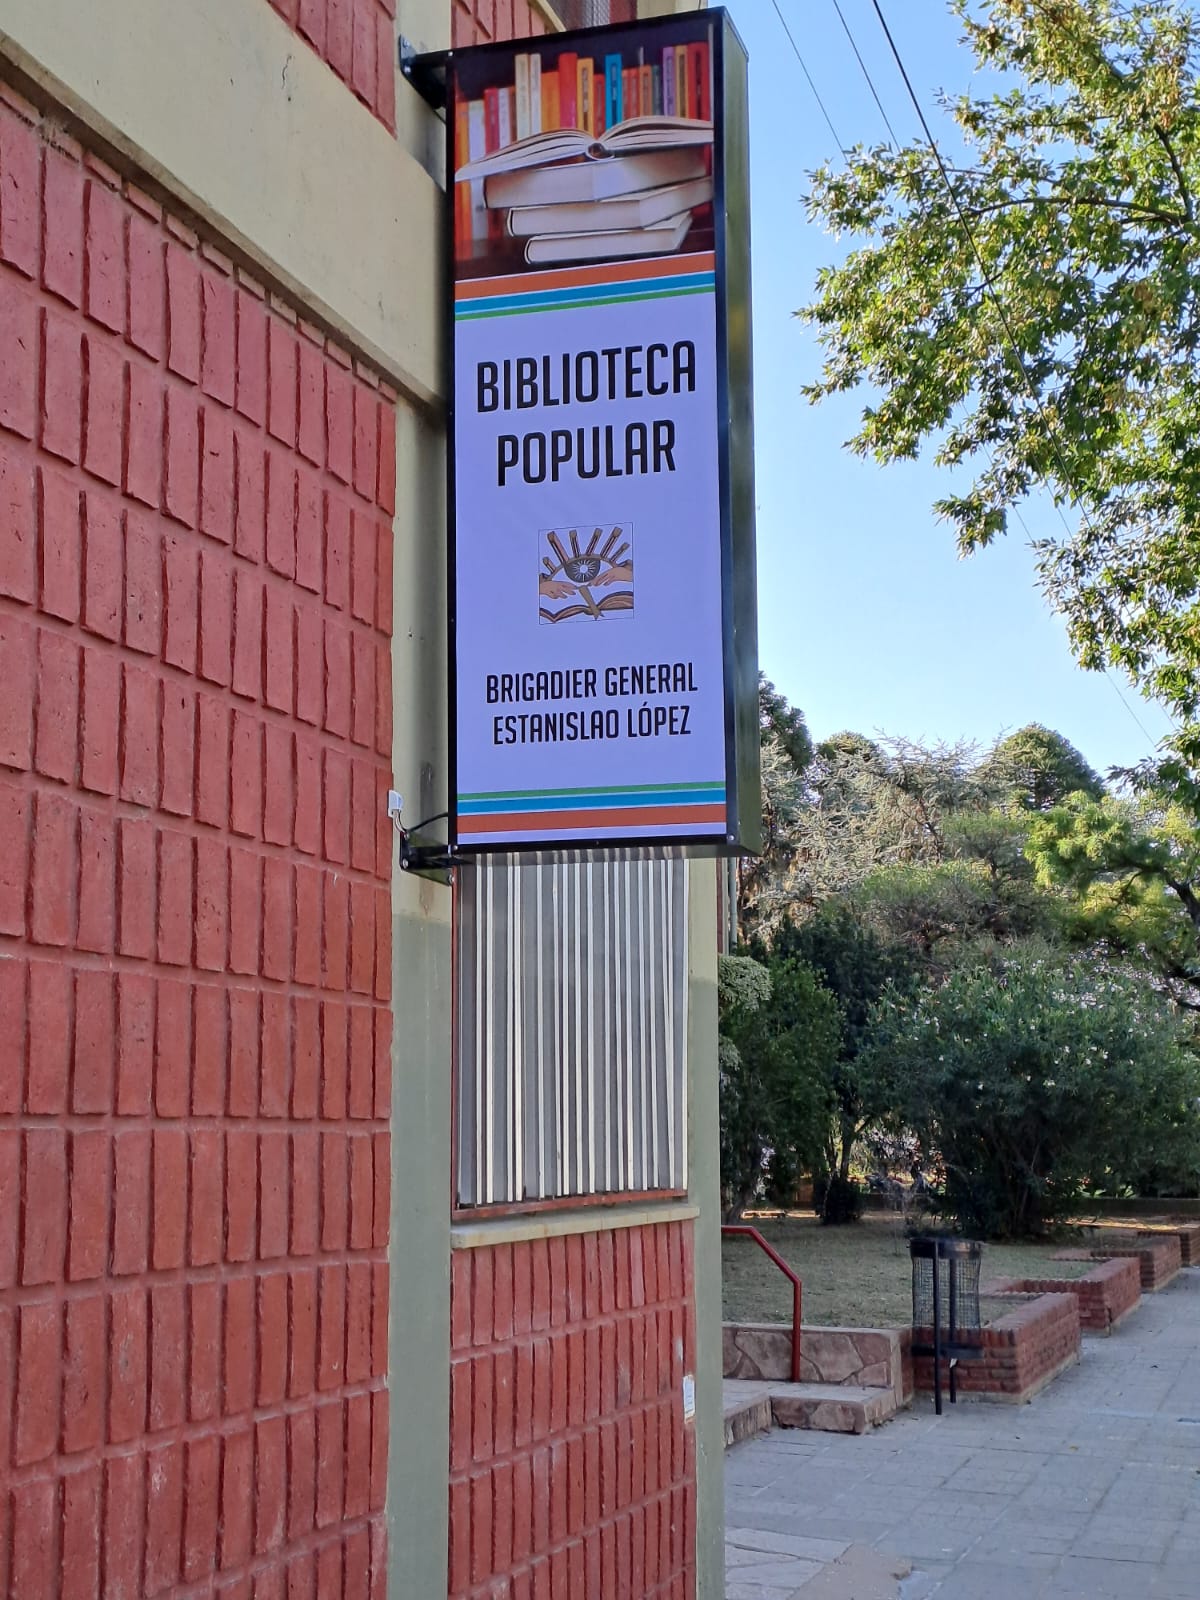 BIBLIOTECA
POPULAR
BRIGADIER GENERAL
ESTANISLAO LÓPEZ